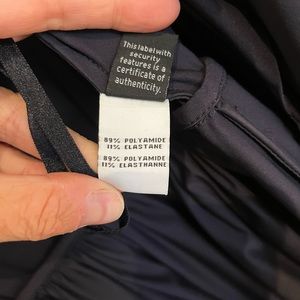 This label with
security
features is a
certificate of
authenticity.
89% POLYAMIDE
11% ELASTANE
89% POLYAMIDE
11% ELASTHANNE